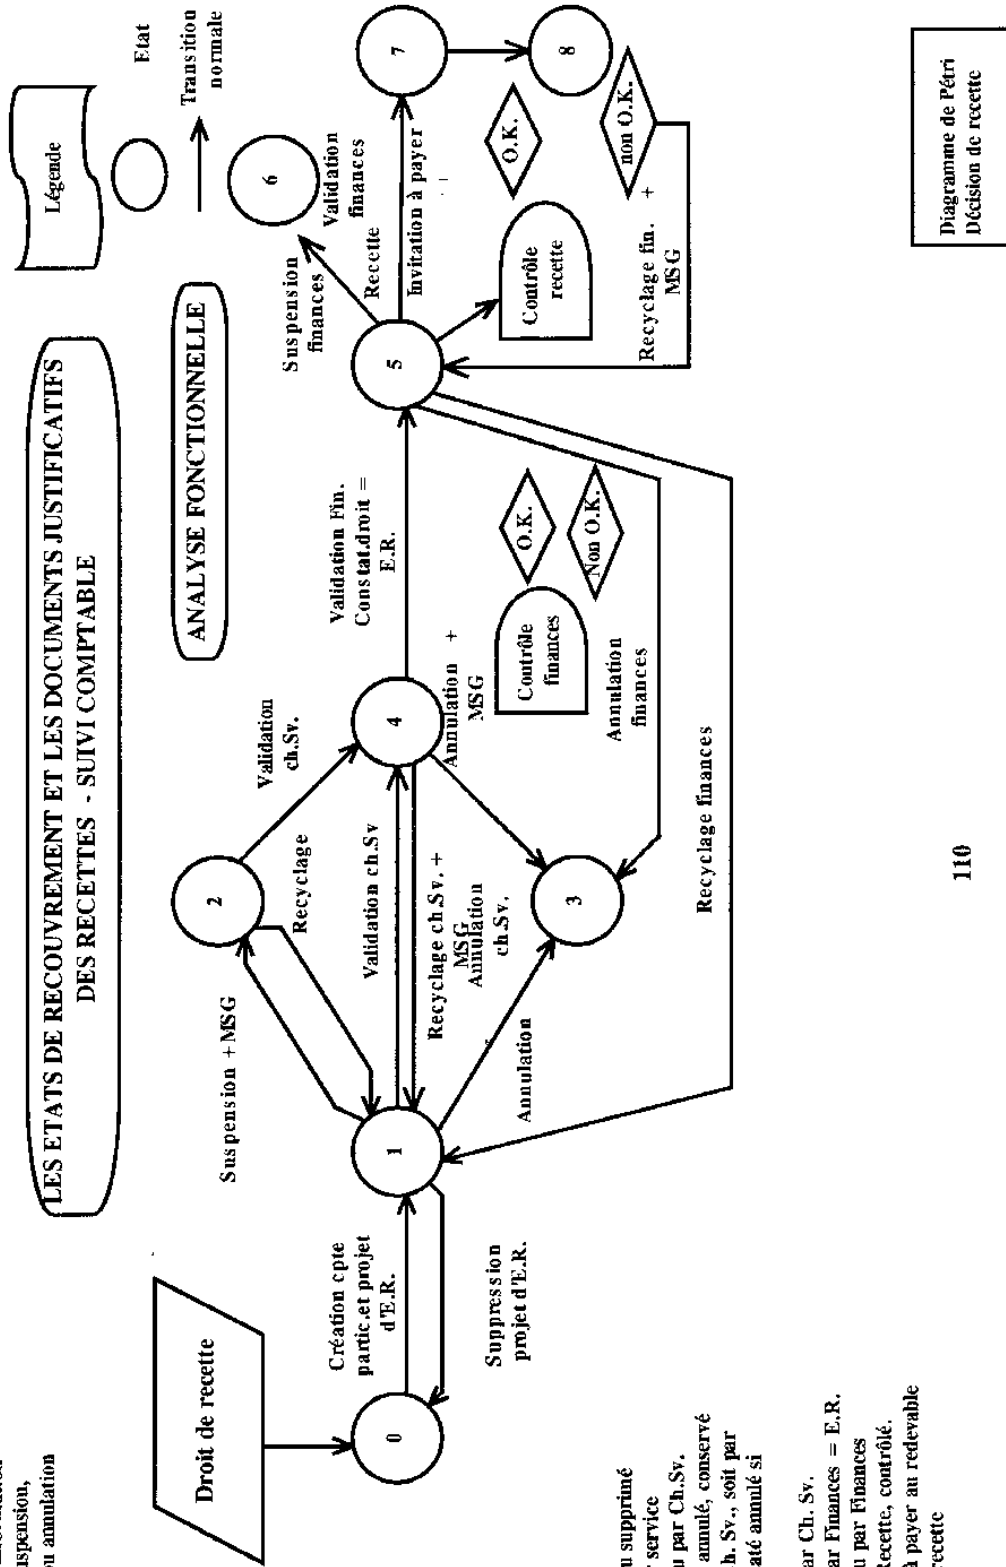 LES ETATS DE RECOUVREMENT ET LES DOCUMENTS JUSTIFICATIFS
DES RECETTES - SUIVI COMPTABLE
ANALYSE FONCTIONNELLE
Légende
Etat
Transition
normale
spension,
ou annulation
Droit de recette
0
Création cpte
partic.et projet
d'E.R.
Suppression
projet d'E.R.
1
Suspension +MSG
2
Recyclage
Validation
ch.Sv.
Validation ch.Sv
Recyclage ch.Sv. +
MSG
Annulation
ch.Sv.
Annulation
3
4
Annulation +
MSG
Validation Fin.
Constat.droit =
E.R.
Contrôle
finances
O.K.
Non O.K.
Annulation
finances
Recyclage finances
5
Suspension
finances
6
Validation
finances
Recette
Invitation à payer
7
8
Contrôle
recette
O.K.
non O.K.
Recyclage fin. +
MSG
u supprimé
service
u par Ch.Sv.
annulé, conservé
h. Sv., soit par
até annulé si
ar Ch. Sv.
ar Finances = E.R.
u par Finances
Recette, contrôlé.
à payer au redevable
recette
Diagramme de Pétri
Décision de recette
110